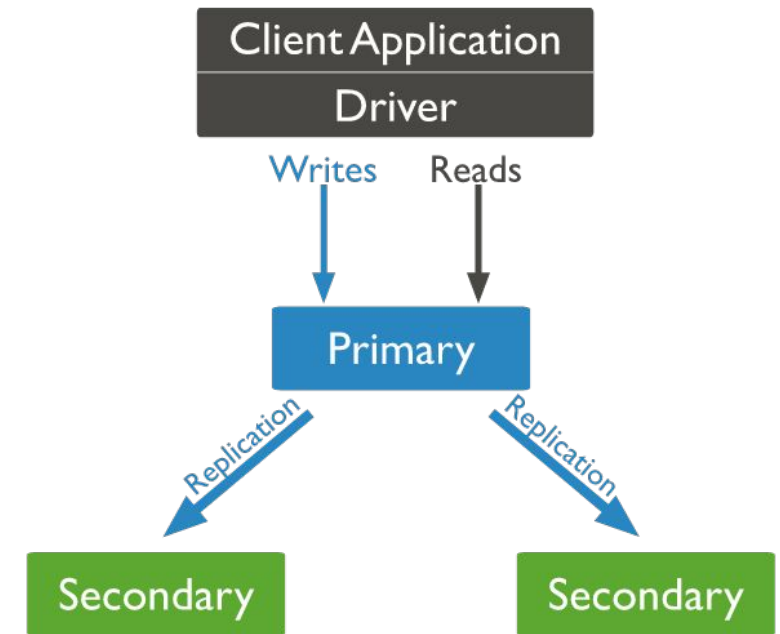 Client Application
Driver
Writes Reads
Primary
Replication Replication
Secondary Secondary